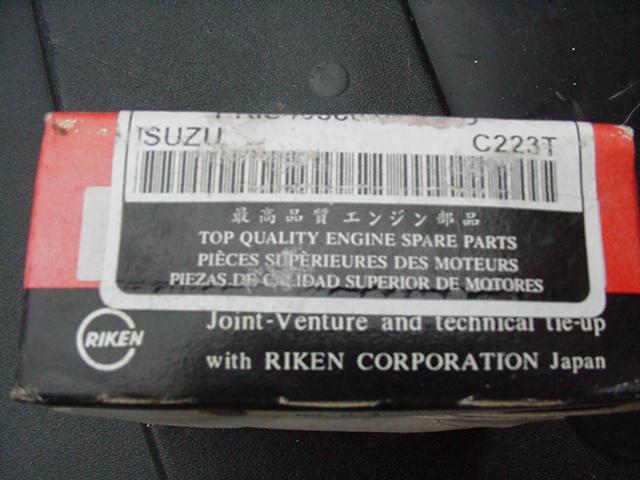 ISUZU C223T
最高品質エンジン部品
TOP QUALITY ENGINE SPARE PARTS
PIÈCES SUPÈRIEURES DES MOTEURS
PIEZAS DE CALIDAD SUPERIOR DE MOTORES
RIKEN
Joint-Venture and technical tie-up
with RIKEN CORPORATION Japan